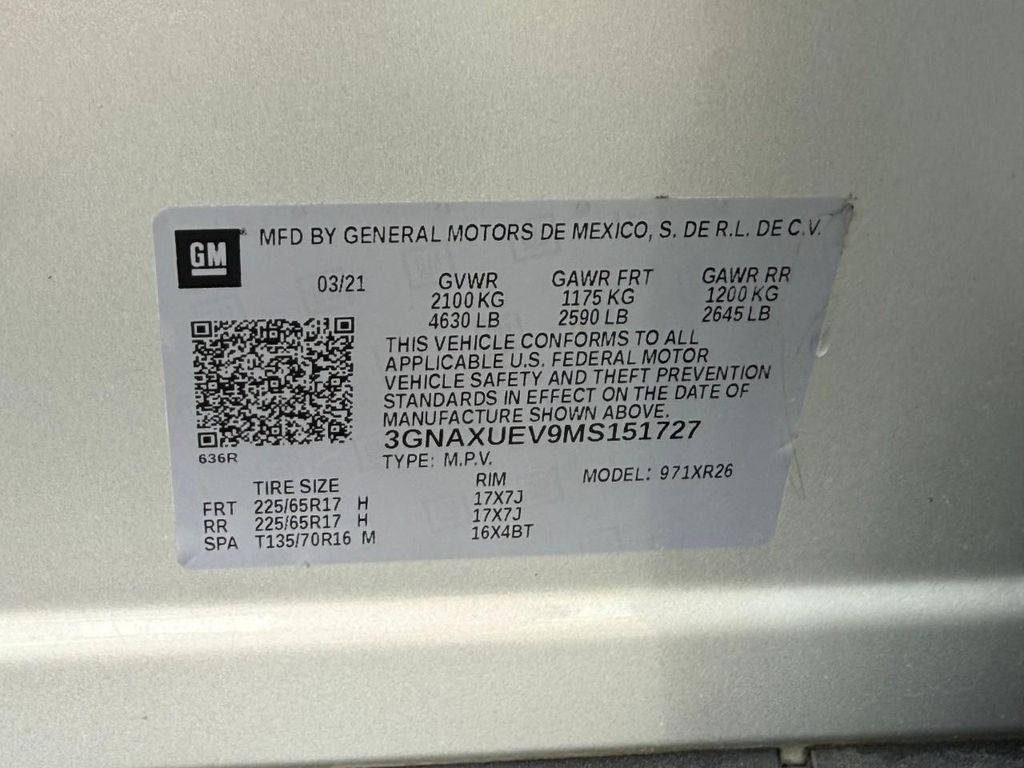 GM MFD BY GENERAL MOTORS DE MEXICO, S. DE R.L. DE C.V.
03/21 GVWR GAWR FRT GAWR RR
2100 KG 1175 KG 1200 KG
4630 LB 2590 LB 2645 LB
THIS VEHICLE CONFORMS TO ALL
APPLICABLE U.S. FEDERAL MOTOR
VEHICLE SAFETY AND THEFT PREVENTION
STANDARDS IN EFFECT ON THE DATE OF
MANUFACTURE SHOWN ABOVE.
3GNAXUEV9MS151727
636R
TYPE: M.P.V. MODEL: 971XR26
TIRE SIZE RIM
FRT 225/65R17 H 17X7J
RR 225/65R17 H 17X7J
SPA T135/70R16 M 16X4BT